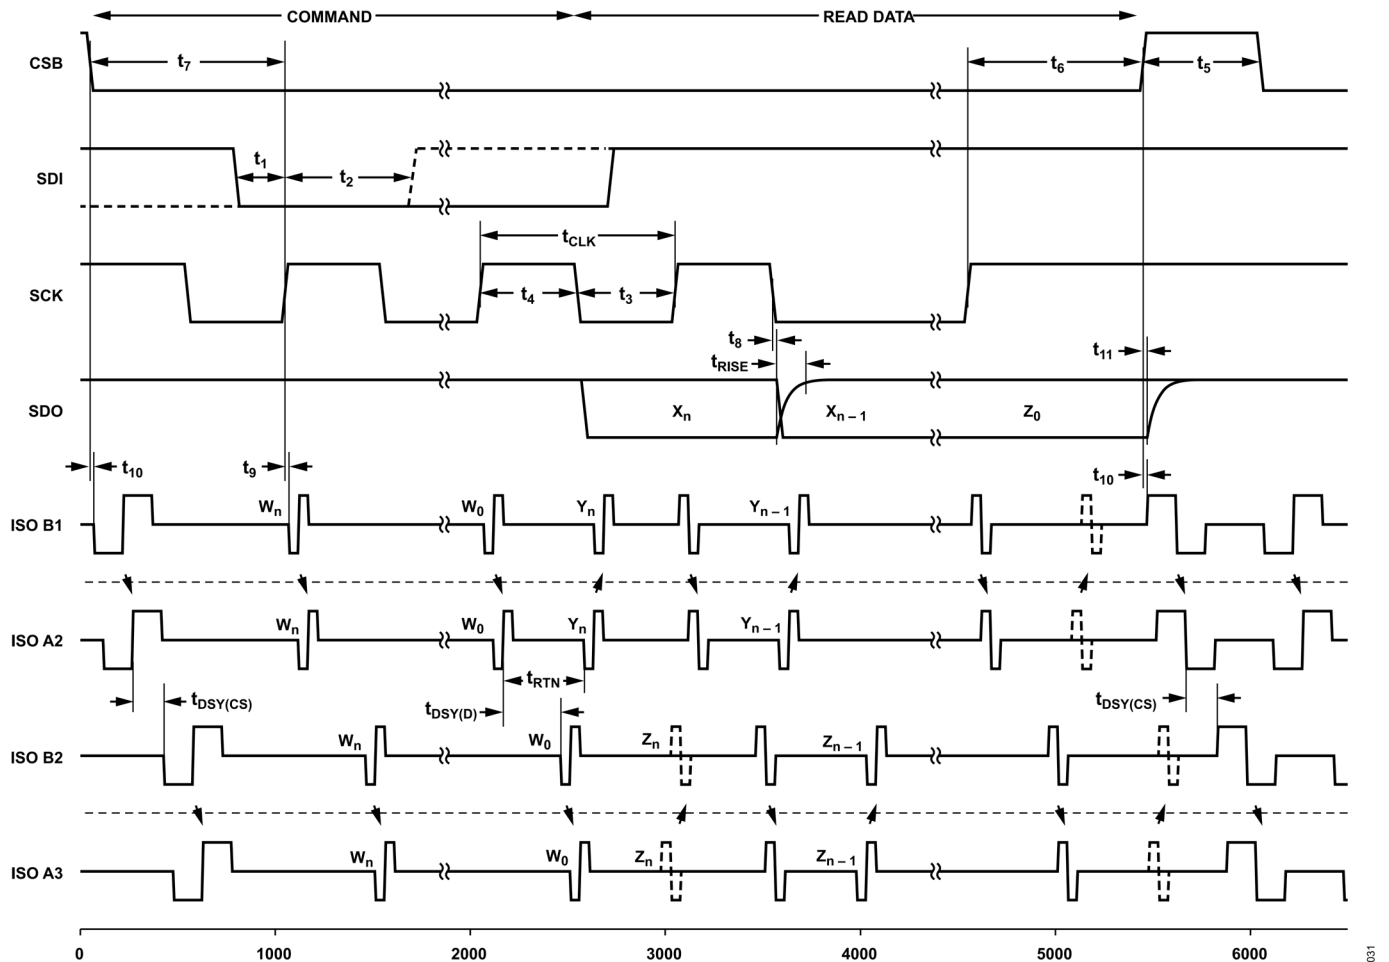 COMMAND READ DATA
CSB t7 t6 t5
SDI t1 t2
tCLK
SCK t4 t3
t8 t11
tRISE
SDO Xn Xn – 1 Z0
t10 t9 t10
ISO B1 Wn W0 Yn Yn – 1
ISO A2 Wn W0 Yn Yn – 1
tRTN
tDSY(CS) tDSY(D) tDSY(CS)
ISO B2 Wn W0 Zn Zn – 1
ISO A3 Wn W0 Zn Zn – 1
0 1000 2000 3000 4000 5000 6000
031